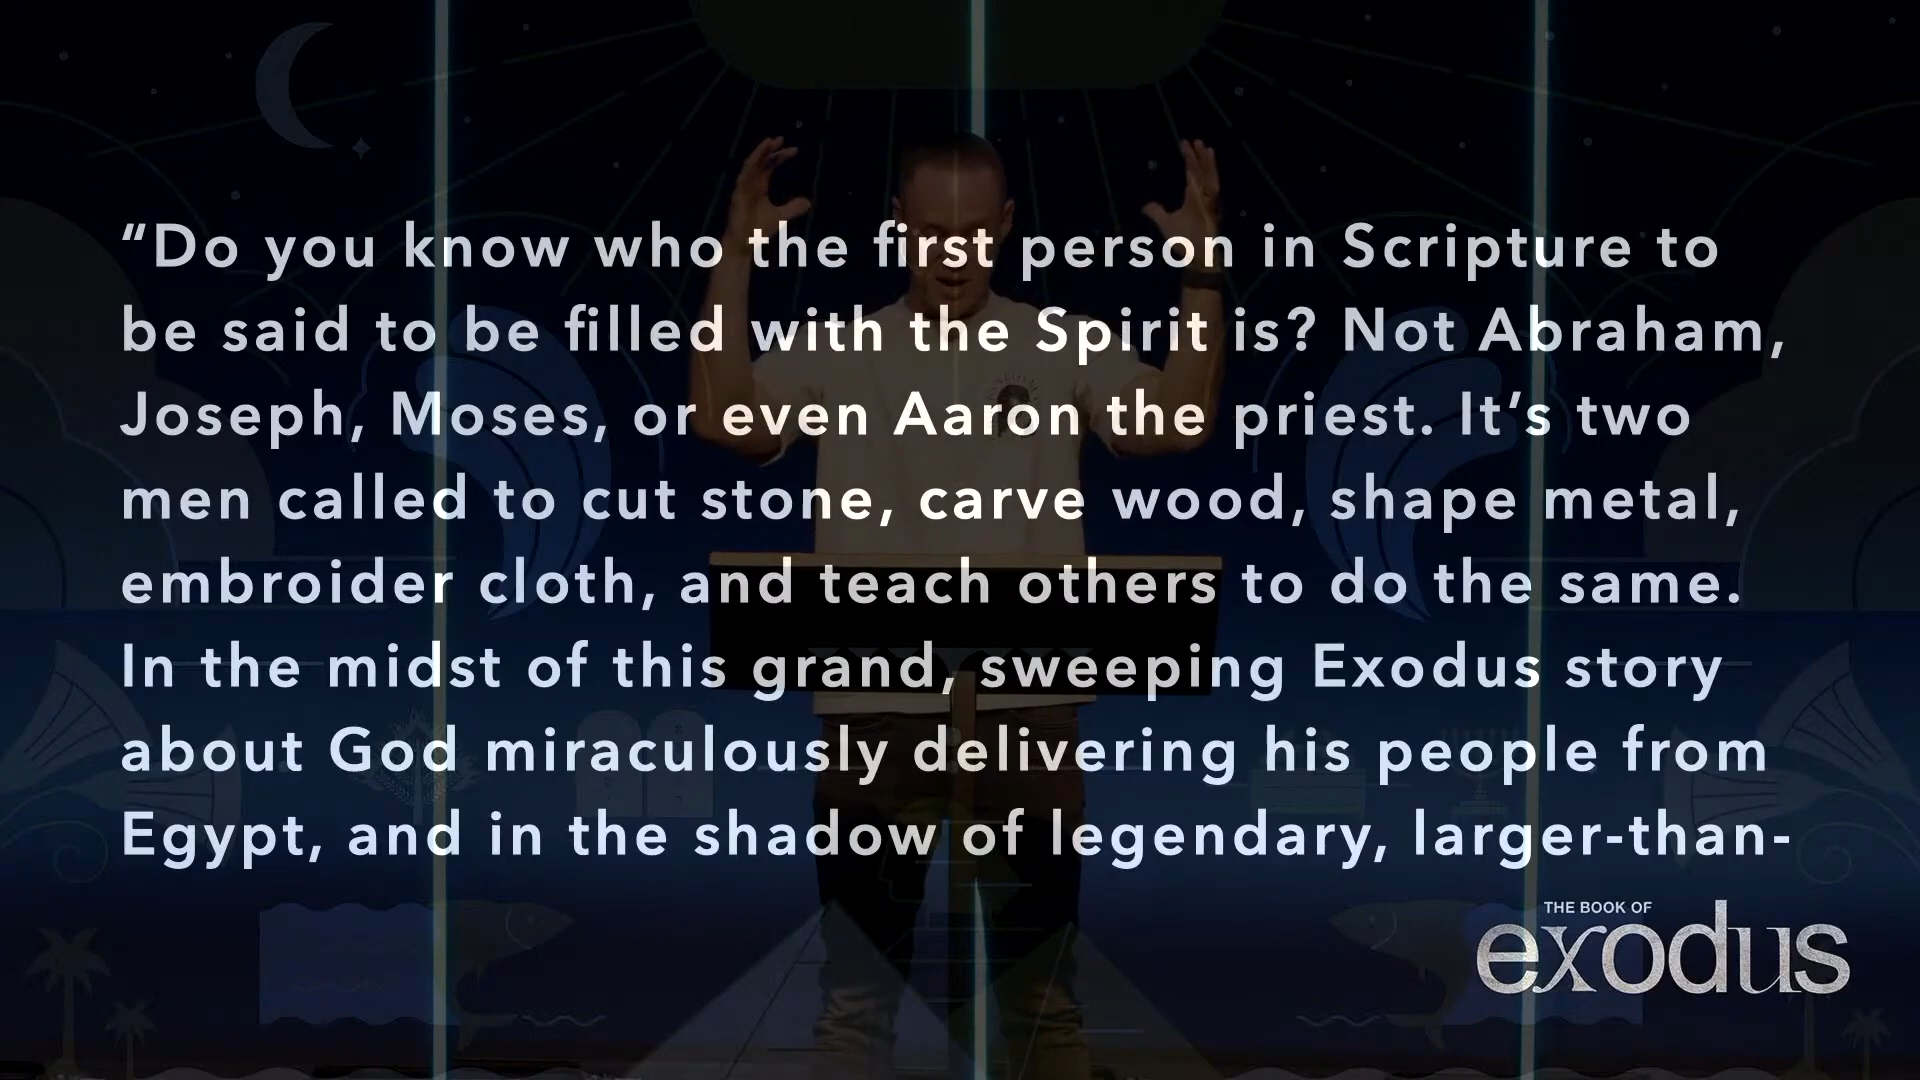 “Do you know who the first person in Scripture to
be said to be filled with the Spirit is? Not Abraham,
Joseph, Moses, or even Aaron the priest. It’s two
men called to cut stone, carve wood, shape metal,
embroider cloth, and teach others to do the same.
In the midst of this grand, sweeping Exodus story
about God miraculously delivering his people from
Egypt, and in the shadow of legendary, larger-than-
THE BOOK OF
exodus